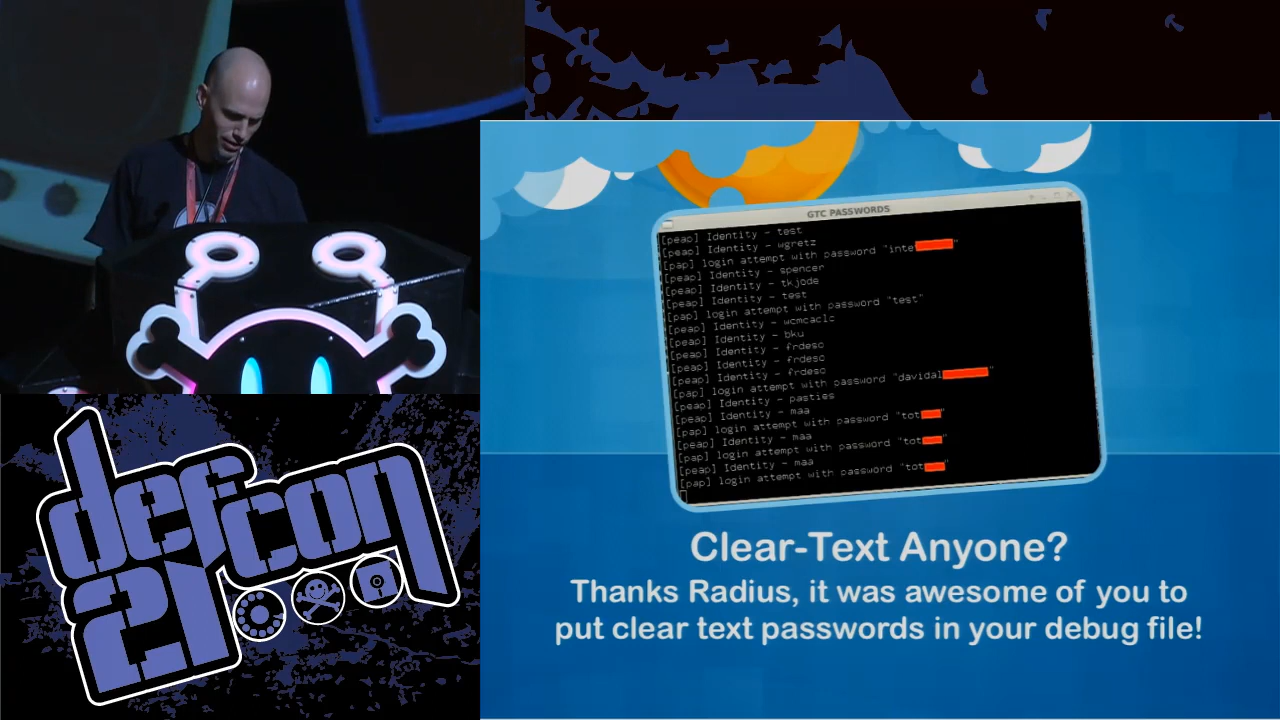 GTC PASSWORDS
[peap] Identity - test
[peap] Identity - wgretz
[pap] login attempt with password "inte "
[peap] Identity - spencer
[peap] Identity - tkjode
[peap] Identity - test
[pap] login attempt with password "test"
[peap] Identity - wcmcaclc
[peap] Identity - bku
[peap] Identity - frdeso
[peap] Identity - frdeso
[peap] Identity - frdeso
[pap] login attempt with password "davidal "
[peap] Identity - pasties
[peap] Identity - maa
[pap] login attempt with password "tot "
[peap] Identity - maa
[pap] login attempt with password "tot "
[peap] Identity - maa
[pap] login attempt with password "tot "
Clear-Text Anyone?
Thanks Radius, it was awesome of you to
put clear text passwords in your debug file!
defcon
21